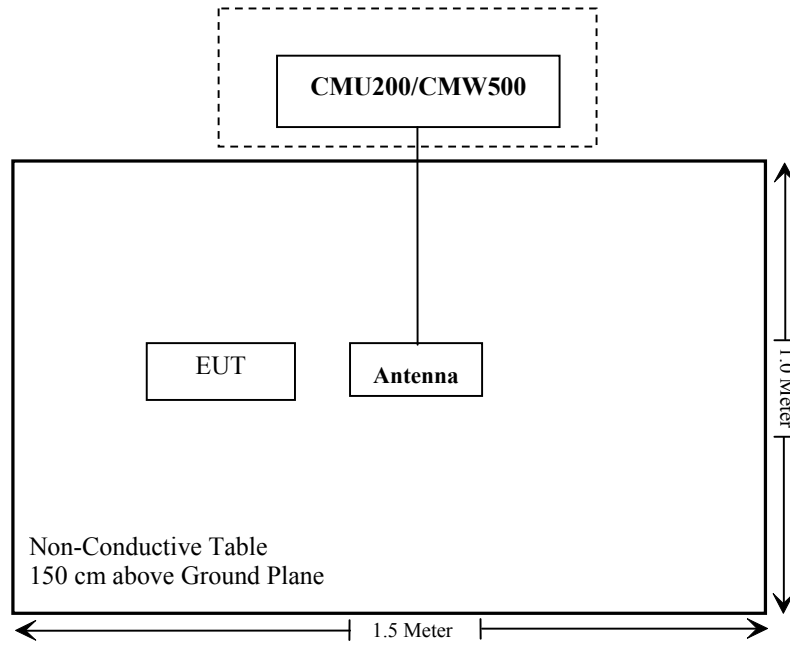 CMU200/CMW500
EUT
Antenna
1.0 Meter
Non-Conductive Table
150 cm above Ground Plane
1.5 Meter